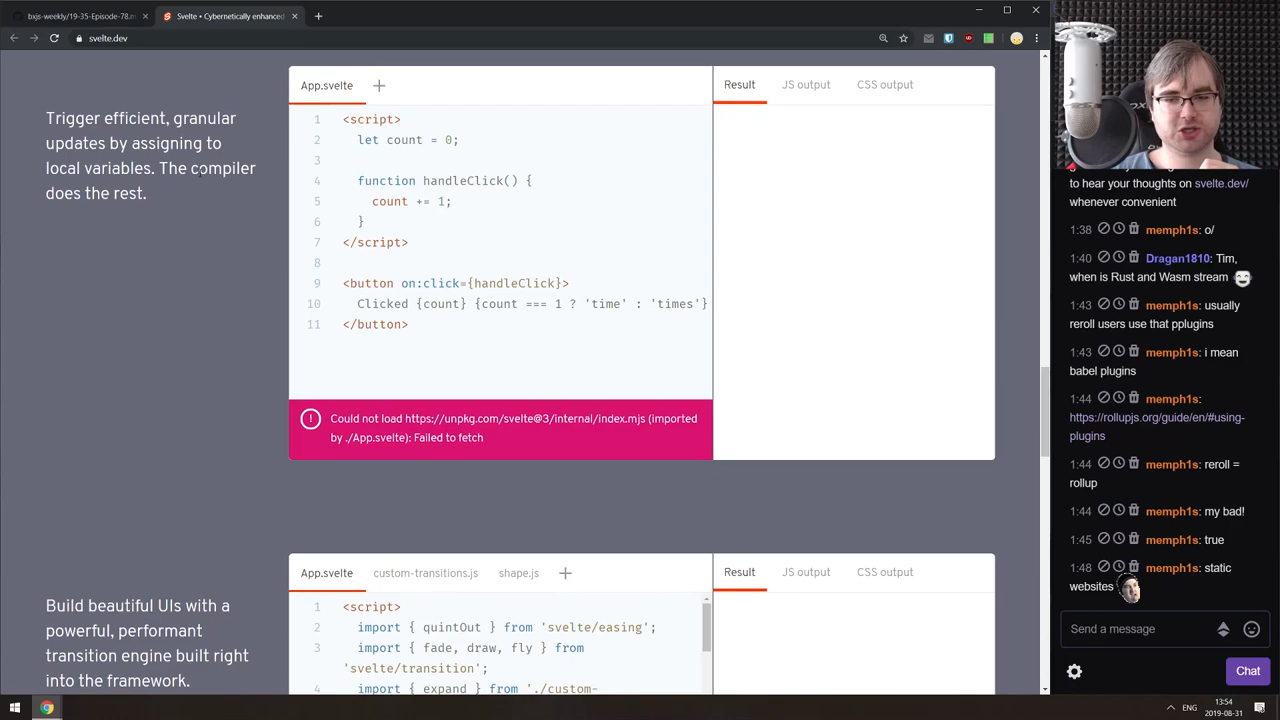 bxjs-weekly/19-35-Episode-78.m
Svelte • Cybernetically enhanced
svelte.dev
Trigger efficient, granular
updates by assigning to
local variables. The compiler
does the rest.
App.svelte
Result
JS output
CSS output
1 <script>
2 let count = 0;
3
4 function handleClick() {
5 count += 1;
6 }
7 </script>
8
9 <button on:click={handleClick}>
10 Clicked {count} {count === 1 ? 'time' : 'times'}
11 </button>
! Could not load https://unpkg.com/svelte@3/internal/index.mjs (imported
by ./App.svelte): Failed to fetch
Build beautiful UIs with a
powerful, performant
transition engine built right
into the framework.
App.svelte
custom-transitions.js
shape.js
Result
JS output
CSS output
1 <script>
2 import { quintOut } from 'svelte/easing';
3 import { fade, draw, fly } from
'svelte/transition';
4 import { expand } from './custom-
to hear your thoughts on svelte.dev/
whenever convenient
1:38 memph1s: o/
1:40 Dragan1810: Tim,
when is Rust and Wasm stream
1:43 memph1s: usually
reroll users use that pplugins
1:43 memph1s: i mean
babel plugins
1:44 memph1s:
https://rollupjs.org/guide/en/#using-
plugins
1:44 memph1s: reroll =
rollup
1:44 memph1s: my bad!
1:45 memph1s: true
1:48 memph1s: static
websites
Send a message
Chat
ENG
13:54
2019-08-31